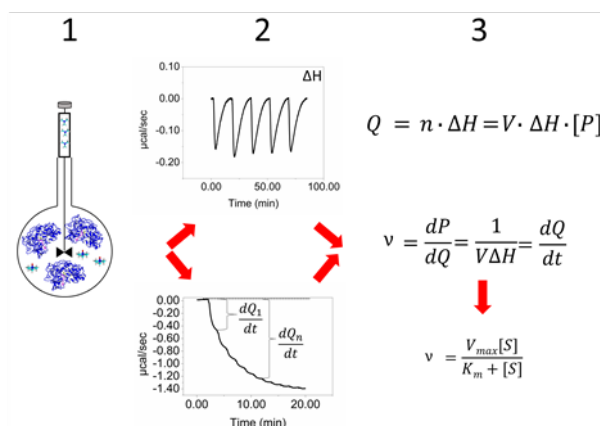 1 2 3
0.10
0.00
-0.10
-0.20
µcal/sec
ΔH
0.00 50.00 100.00
Time (min)
0.00
-0.20
-0.40
-0.60
-0.80
-1.00
-1.20
-1.40
µcal/sec
dQ₁/dt
dQₙ/dt
0.00 10.00 20.00
Time (min)
Q = n · ΔH = V · ΔH · [P]
ν = dP/dQ = 1/VΔH = dQ/dt
ν = Vₘₐₓ[S]/Kₘ + [S]